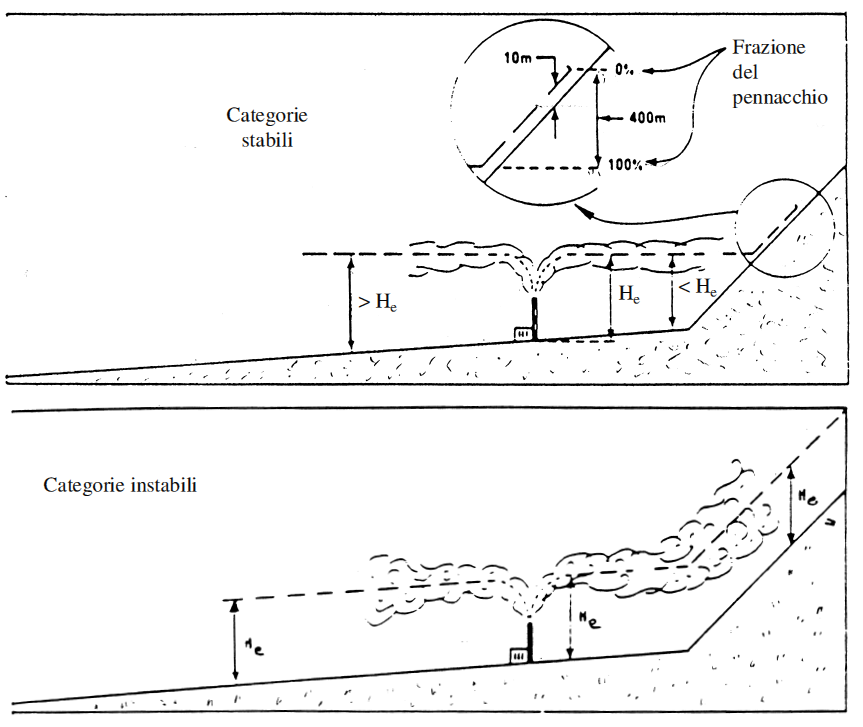 Frazione
del
pennacchio
Categorie
stabili
10m
0%
400m
100%
> He
He
< He
Categorie instabili
He
He
He